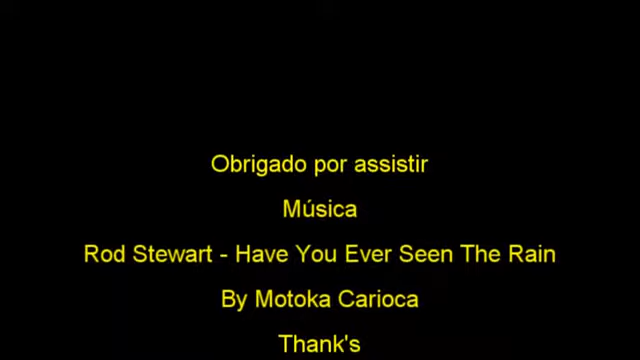 Obrigado por assistir
Música
Rod Stewart - Have You Ever Seen The Rain
By Motoka Carioca
Thank's